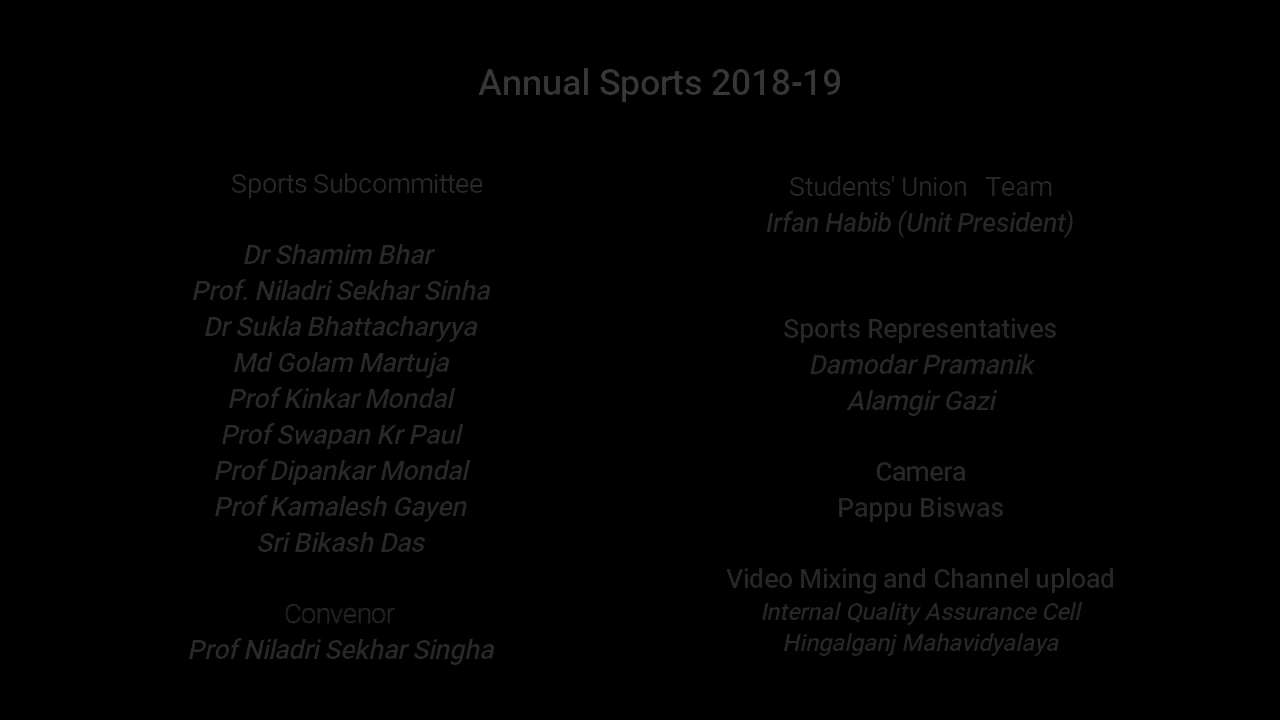 Annual Sports 2018-19
Sports Subcommittee
Dr Shamim Bhar
Prof. Niladri Sekhar Sinha
Dr Sukla Bhattacharyya
Md Golam Martuja
Prof Kinkar Mondal
Prof Swapan Kr Paul
Prof Dipankar Mondal
Prof Kamalesh Gayen
Sri Bikash Das
Convenor
Prof Niladri Sekhar Singha
Students' Union Team
Irfan Habib (Unit President)
Sports Representatives
Damodar Pramanik
Alamgir Gazi
Camera
Pappu Biswas
Video Mixing and Channel upload
Internal Quality Assurance Cell
Hingalganj Mahavidyalaya